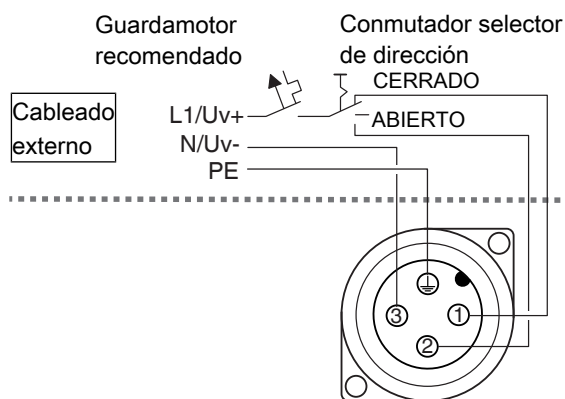 Guardamotor
recomendado
Conmutador selector
de dirección
CERRADO
ABIERTO
Cableado
externo
L1/Uv+
N/Uv-
PE
3
1
2